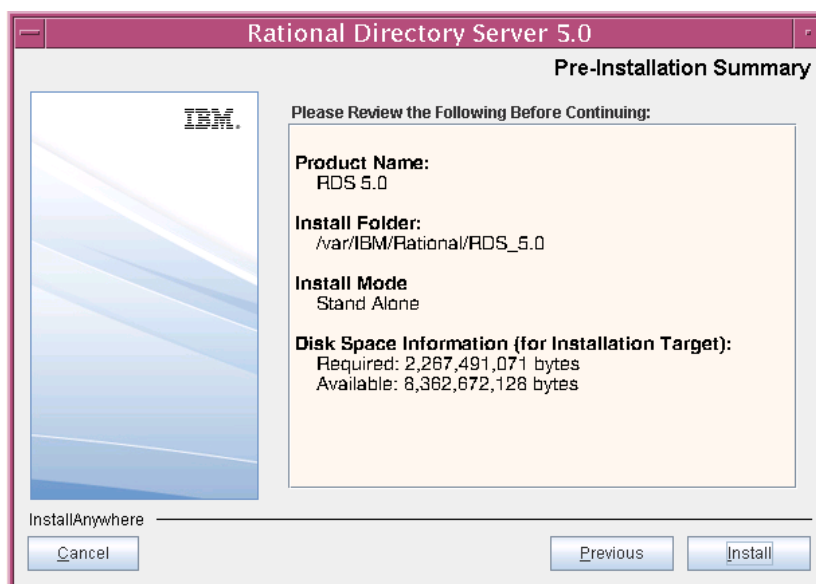 Rational Directory Server 5.0
Pre-Installation Summary
IBM.
Please Review the Following Before Continuing:
Product Name:
RDS 5.0
Install Folder:
/var/IBM/Rational/RDS_5.0
Install Mode
Stand Alone
Disk Space Information (for Installation Target):
Required: 2,267,491,071 bytes
Available: 8,362,672,128 bytes
InstallAnywhere
Cancel
Previous
Install